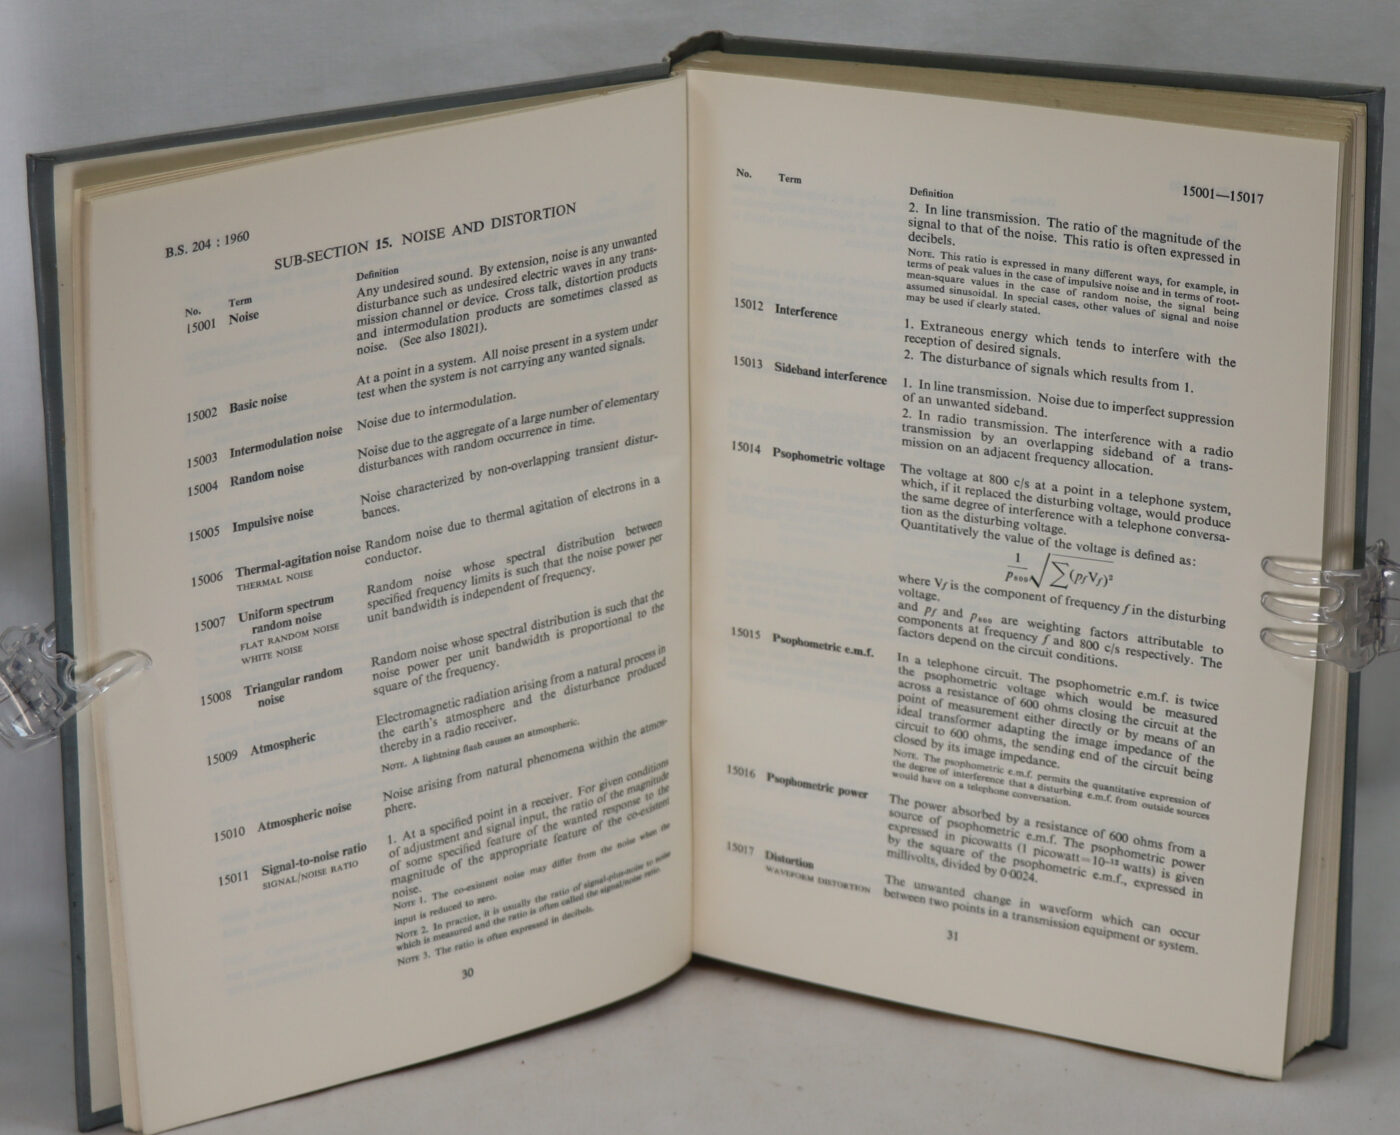 B.S. 204 : 1960
SUB-SECTION 15. NOISE AND DISTORTION
No. Term Definition
15001 Noise Any undesired sound. By extension, noise is any unwanted
disturbance such as undesired electric waves in any trans-
mission channel or device. Cross talk, distortion products
and intermodulation products are sometimes classed as
noise. (See also 18021).
15002 Basic noise At a point in a system. All noise present in a system under
test when the system is not carrying any wanted signals.
15003 Intermodulation noise Noise due to intermodulation.
15004 Random noise Noise due to the aggregate of a large number of elementary
disturbances with random occurrence in time.
15005 Impulsive noise Noise characterized by non-overlapping transient distur-
bances.
15006 Thermal-agitation noise Random noise due to thermal agitation of electrons in a
THERMAL NOISE conductor.
15007 Uniform spectrum Random noise whose spectral distribution between
random noise specified frequency limits is such that the noise power per
FLAT RANDOM NOISE unit bandwidth is independent of frequency.
WHITE NOISE
15008 Triangular random Random noise whose spectral distribution is such that the
noise noise power per unit bandwidth is proportional to the
square of the frequency.
15009 Atmospheric Electromagnetic radiation arising from a natural process in
the earth's atmosphere and the disturbance produced
thereby in a radio receiver.
NOTE. A lightning flash causes an atmospheric.
15010 Atmospheric noise Noise arising from natural phenomena within the atmos-
phere.
15011 Signal-to-noise ratio 1. At a specified point in a receiver. For given conditions
SIGNAL/NOISE RATIO of adjustment and signal input, the ratio of the magnitude
of some specified feature of the wanted response to the
magnitude of the appropriate feature of the co-existent
noise.
NOTE 1. The co-existent noise may differ from the noise when the
input is reduced to zero.
NOTE 2. In practice, it is usually the ratio of signal-plus-noise to noise
which is measured and the ratio is often called the signal/noise ratio.
NOTE 3. The ratio is often expressed in decibels.
30
No. Term Definition 15001—15017
2. In line transmission. The ratio of the magnitude of the
signal to that of the noise. This ratio is often expressed in
decibels.
NOTE. This ratio is expressed in many different ways, for example, in
terms of peak values in the case of impulsive noise and in terms of root-
mean-square values in the case of random noise, the signal being
assumed sinusoidal. In special cases, other values of signal and noise
may be used if clearly stated.
15012 Interference 1. Extraneous energy which tends to interfere with the
reception of desired signals.
2. The disturbance of signals which results from 1.
15013 Sideband interference 1. In line transmission. Noise due to imperfect suppression
of an unwanted sideband.
2. In radio transmission. The interference with a radio
transmission by an overlapping sideband of a trans-
mission on an adjacent frequency allocation.
15014 Psophometric voltage The voltage at 800 c/s at a point in a telephone system,
which, if it replaced the disturbing voltage, would produce
the same degree of interference with a telephone conversa-
tion as the disturbing voltage.
Quantitatively the value of the voltage is defined as:
1/p₈₀₀ √∑(p_f V_f)²
where V_f is the component of frequency f in the disturbing
voltage.
and p_f and p₈₀₀ are weighting factors attributable to
components at frequency f and 800 c/s respectively. The
factors depend on the circuit conditions.
15015 Psophometric e.m.f. In a telephone circuit. The psophometric e.m.f. is twice
the psophometric voltage which would be measured
across a resistance of 600 ohms closing the circuit at the
point of measurement either directly or by means of an
ideal transformer adapting the image impedance of the
circuit to 600 ohms, the sending end of the circuit being
closed by its image impedance.
NOTE. The psophometric e.m.f. permits the quantitative expression of
the degree of interference that a disturbing e.m.f. from outside sources
would have on a telephone conversation.
15016 Psophometric power The power absorbed by a resistance of 600 ohms from a
source of psophometric e.m.f. The psophometric power
expressed in picowatts (1 picowatt=10⁻¹² watts) is given
by the square of the psophometric e.m.f., expressed in
millivolts, divided by 0·0024.
15017 Distortion The unwanted change in waveform which can occur
WAVEFORM DISTORTION between two points in a transmission equipment or system.
31